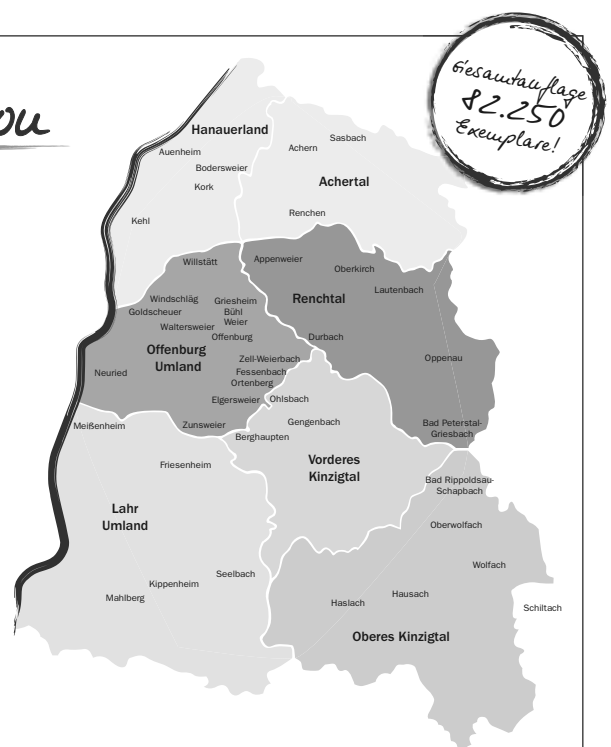 ou
Gesamtauflage
82.250
Exemplare!
Hanauerland
Auenheim
Bodersweier
Kork
Kehl
Sasbach
Achern
Achertal
Renchen
Willstätt
Appenweier
Oberkirch
Lautenbach
Renchtal
Windschläg
Goldscheuer
Griesheim
Bühl
Weier
Waltersweier
Offenburg
Durbach
Offenburg
Umland
Zell-Weierbach
Fessenbach
Ortenberg
Oppenau
Neuried
Elgersweier
Ohlsbach
Meißenheim
Zunsweier
Gengenbach
Berghaupten
Bad Peterstal-
Griesbach
Friesenheim
Vorderes
Kinzigtal
Bad Rippoldsau-
Schapbach
Lahr
Umland
Oberwolfach
Wolfach
Seelbach
Kippenheim
Mahlberg
Hausach
Haslach
Schiltach
Oberes Kinzigtal